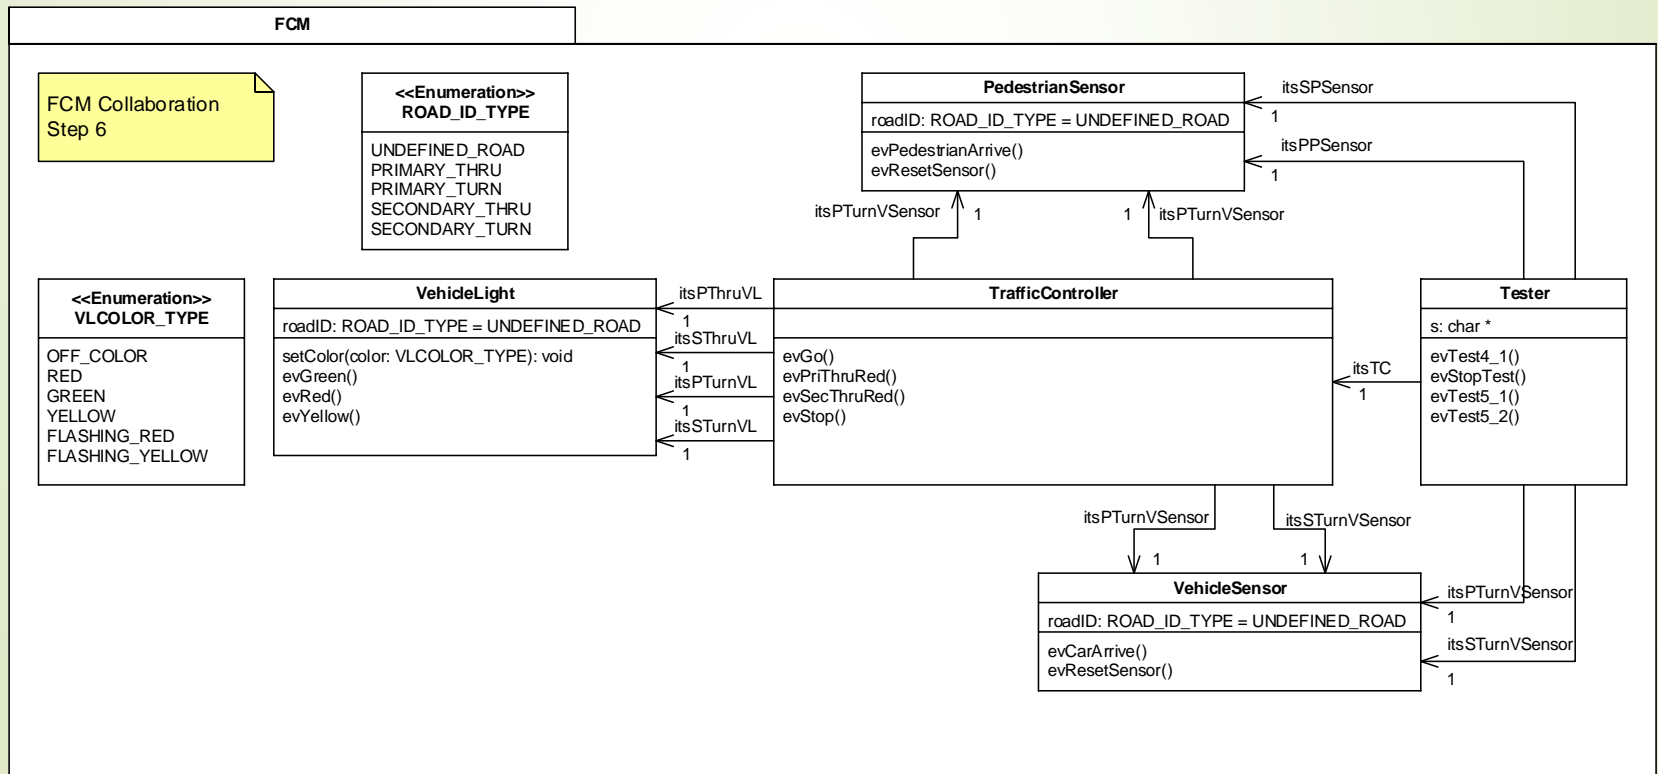 FCM
FCM Collaboration
Step 6
<<Enumeration>>
ROAD_ID_TYPE
UNDEFINED_ROAD
PRIMARY_THRU
PRIMARY_TURN
SECONDARY_THRU
SECONDARY_TURN
PedestrianSensor
roadID: ROAD_ID_TYPE = UNDEFINED_ROAD
evPedestrianArrive()
evResetSensor()
itsSPSensor
1
itsPPSensor
1
itsPTurnVSensor
1
1
itsPTurnVSensor
<<Enumeration>>
VLCOLOR_TYPE
OFF_COLOR
RED
GREEN
YELLOW
FLASHING_RED
FLASHING_YELLOW
VehicleLight
roadID: ROAD_ID_TYPE = UNDEFINED_ROAD
setColor(color: VLCOLOR_TYPE): void
evGreen()
evRed()
evYellow()
itsPThruVL
1
itsSThruVL
1
itsPTurnVL
1
itsSTurnVL
1
TrafficController
evGo()
evPriThruRed()
evSecThruRed()
evStop()
itsTC
1
Tester
s: char *
evTest4_1()
evStopTest()
evTest5_1()
evTest5_2()
itsPTurnVSensor
1
itsSTurnVSensor
1
VehicleSensor
roadID: ROAD_ID_TYPE = UNDEFINED_ROAD
evCarArrive()
evResetSensor()
itsPTurnVSensor
1
itsSTurnVSensor
1